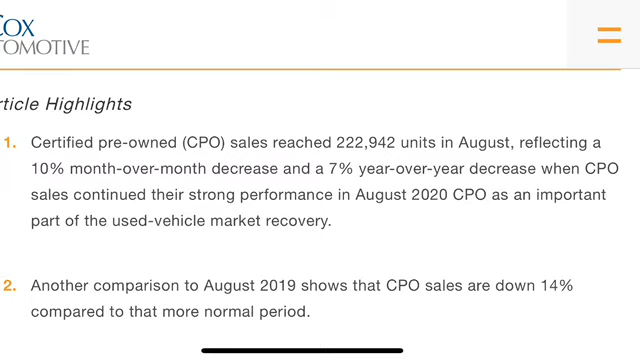 COX
TOMOTIVE
rticle Highlights
1. Certified pre-owned (CPO) sales reached 222,942 units in August, reflecting a
10% month-over-month decrease and a 7% year-over-year decrease when CPO
sales continued their strong performance in August 2020 CPO as an important
part of the used-vehicle market recovery.
2. Another comparison to August 2019 shows that CPO sales are down 14%
compared to that more normal period.